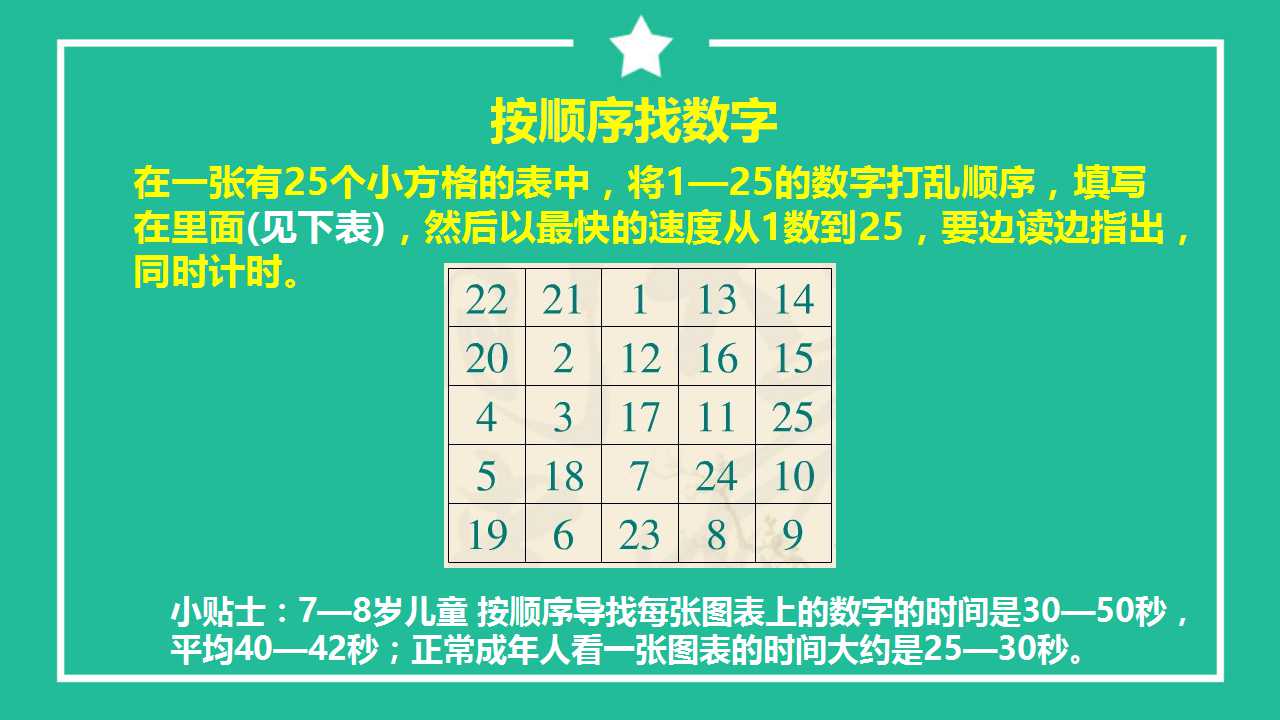 按顺序找数字
在一张有25个小方格的表中，将1—25的数字打乱顺序，填写
在里面(见下表)，然后以最快的速度从1数到25，要边读边指出，
同时计时。
22 21 1 13 14
20 2 12 16 15
4 3 17 11 25
5 18 7 24 10
19 6 23 8 9
小贴士：7—8岁儿童 按顺序导找每张图表上的数字的时间是30—50秒，
平均40—42秒；正常成年人看一张图表的时间大约是25—30秒。